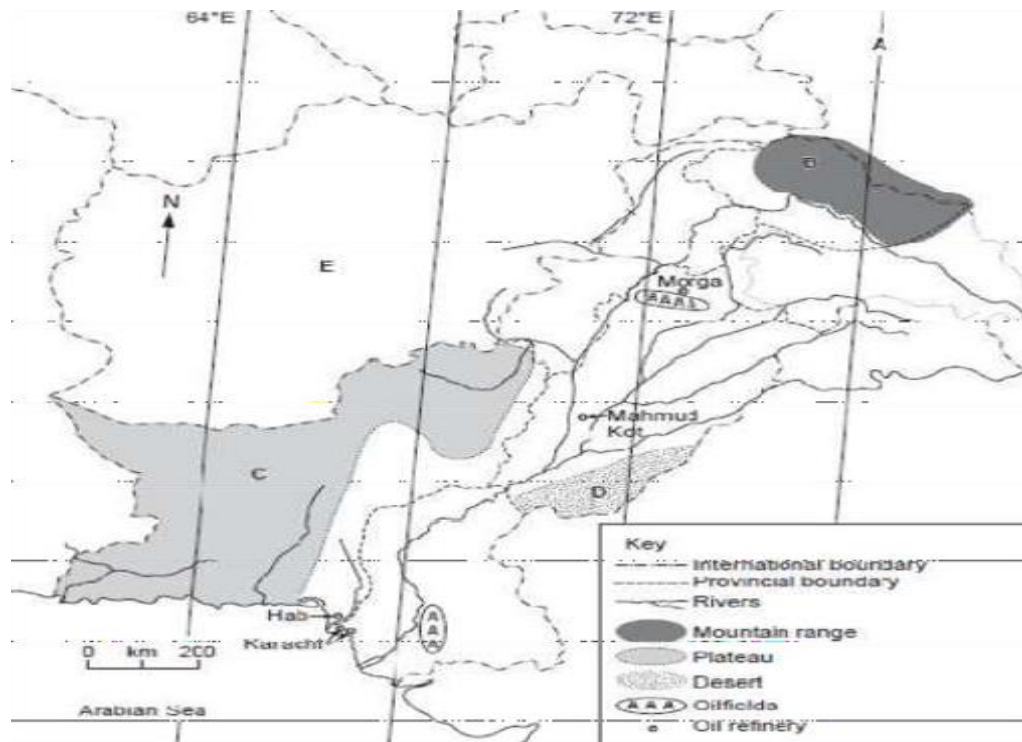 64°E
72°E
A
B
N
E
Morga
Mahmud
Kot
C
D
Hab
Karachi
0 km 200
Arabian Sea
Key
International boundary
Provincial boundary
Rivers
Mountain range
Plateau
Desert
A A A Oilfields
Oil refinery